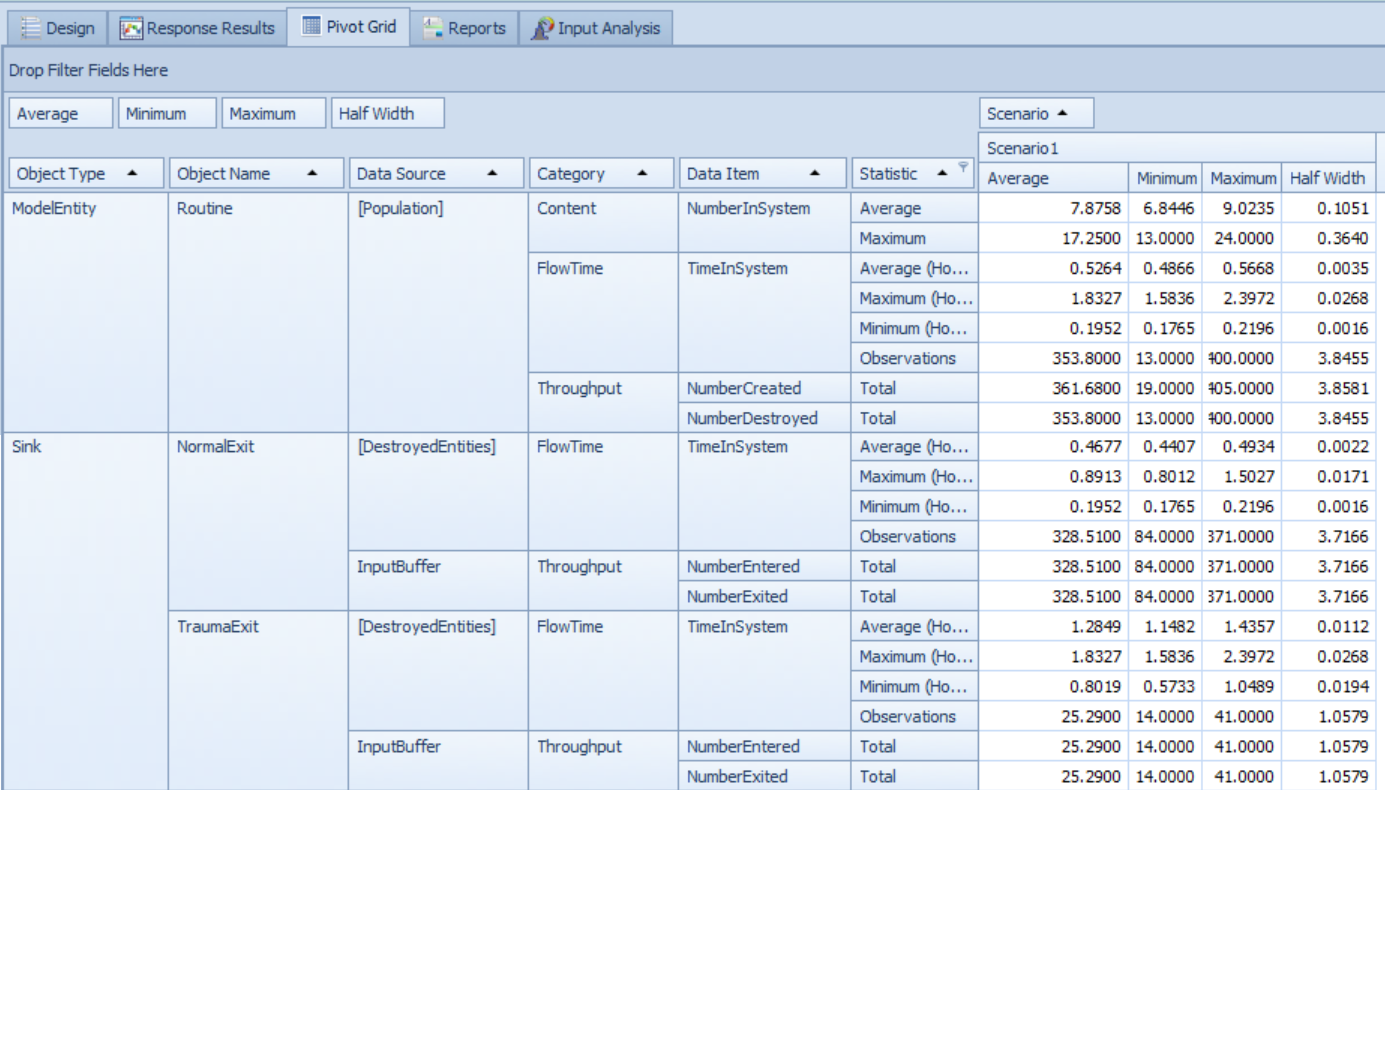 Design Response Results Pivot Grid Reports Input Analysis
Drop Filter Fields Here
Average Minimum Maximum Half Width Scenario
Scenario1
Object Type Object Name Data Source Category Data Item Statistic Average Minimum Maximum Half Width
ModelEntity Routine [Population] Content NumberInSystem Average 7.8758 6.8446 9.0235 0.1051
Maximum 17.2500 13.0000 24.0000 0.3640
FlowTime TimeInSystem Average (Ho... 0.5264 0.4866 0.5668 0.0035
Maximum (Ho... 1.8327 1.5836 2.3972 0.0268
Minimum (Ho... 0.1952 0.1765 0.2196 0.0016
Observations 353.8000 13.0000 400.0000 3.8455
Throughput NumberCreated Total 361.6800 19.0000 405.0000 3.8581
NumberDestroyed Total 353.8000 13.0000 400.0000 3.8455
Sink NormalExit [DestroyedEntities] FlowTime TimeInSystem Average (Ho... 0.4677 0.4407 0.4934 0.0022
Maximum (Ho... 0.8913 0.8012 1.5027 0.0171
Minimum (Ho... 0.1952 0.1765 0.2196 0.0016
Observations 328.5100 84.0000 371.0000 3.7166
InputBuffer Throughput NumberEntered Total 328.5100 84.0000 371.0000 3.7166
NumberExited Total 328.5100 84.0000 371.0000 3.7166
TraumaExit [DestroyedEntities] FlowTime TimeInSystem Average (Ho... 1.2849 1.1482 1.4357 0.0112
Maximum (Ho... 1.8327 1.5836 2.3972 0.0268
Minimum (Ho... 0.8019 0.5733 1.0489 0.0194
Observations 25.2900 14.0000 41.0000 1.0579
InputBuffer Throughput NumberEntered Total 25.2900 14.0000 41.0000 1.0579
NumberExited Total 25.2900 14.0000 41.0000 1.0579